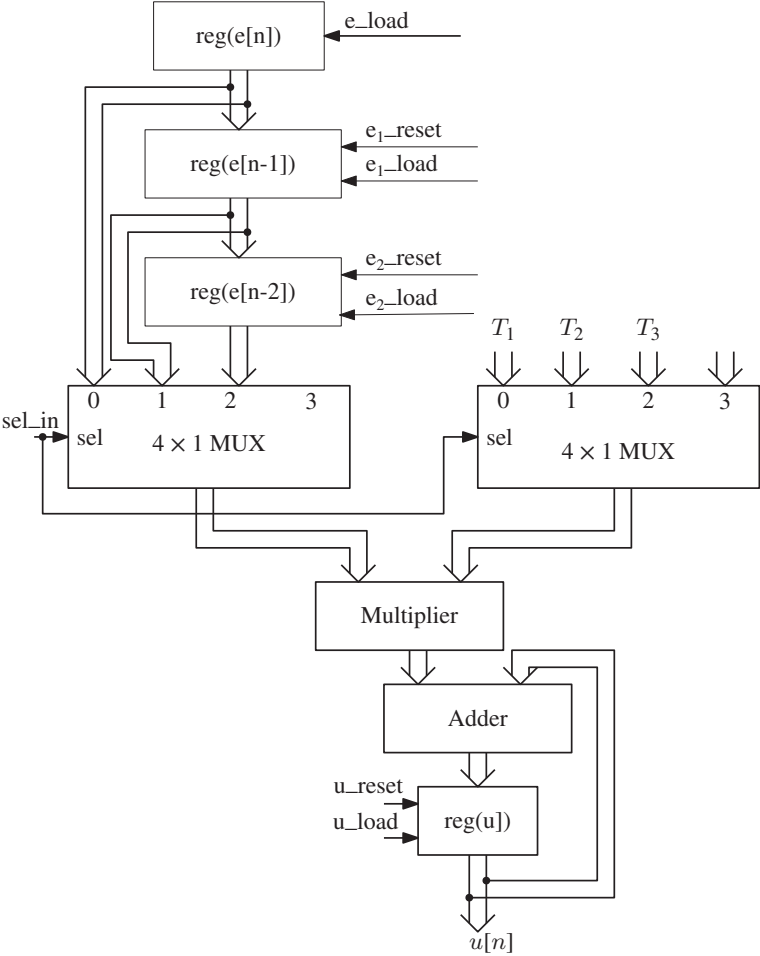 reg(e[n])
e_load
reg(e[n-1])
e₁_reset
e₁_load
reg(e[n-2])
e₂_reset
e₂_load
T₁ T₂ T₃
0 1 2 3
0 1 2 3
sel_in
sel
4 × 1 MUX
sel
4 × 1 MUX
Multiplier
Adder
u_reset
u_load
reg(u])
u[n]